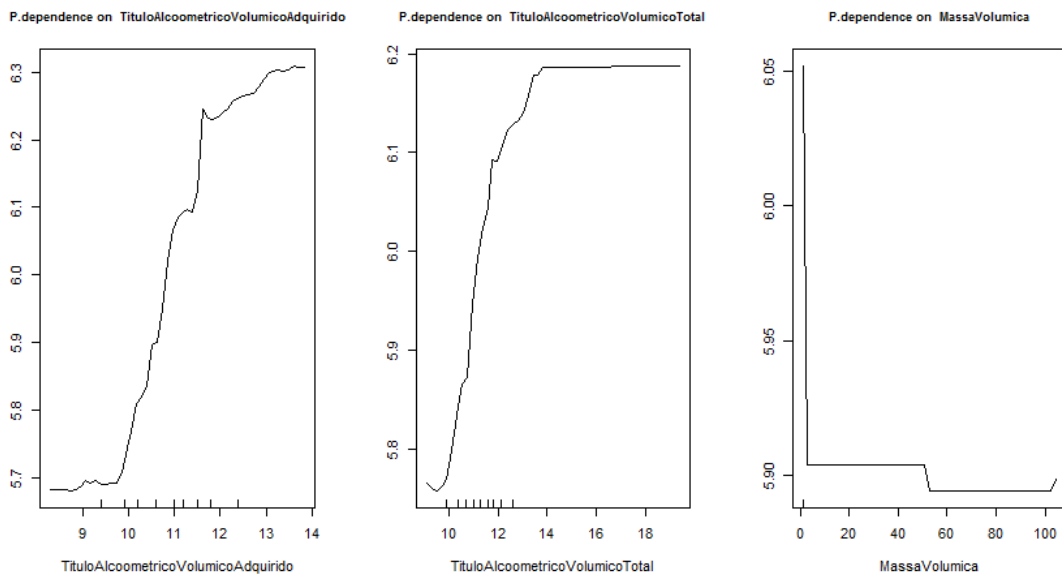 P.dependence on TituloAlcoometricoVolumicoAdquirido
6.3
6.2
6.1
6.0
5.9
5.8
5.7
9 10 11 12 13 14
TituloAlcoometricoVolumicoAdquirido
P.dependence on TituloAlcoometricoVolumicoTotal
6.2
6.1
6.0
5.9
5.8
10 12 14 16 18
TituloAlcoometricoVolumicoTotal
P.dependence on MassaVolumica
6.05
6.00
5.95
5.90
0 20 40 60 80 100
MassaVolumica